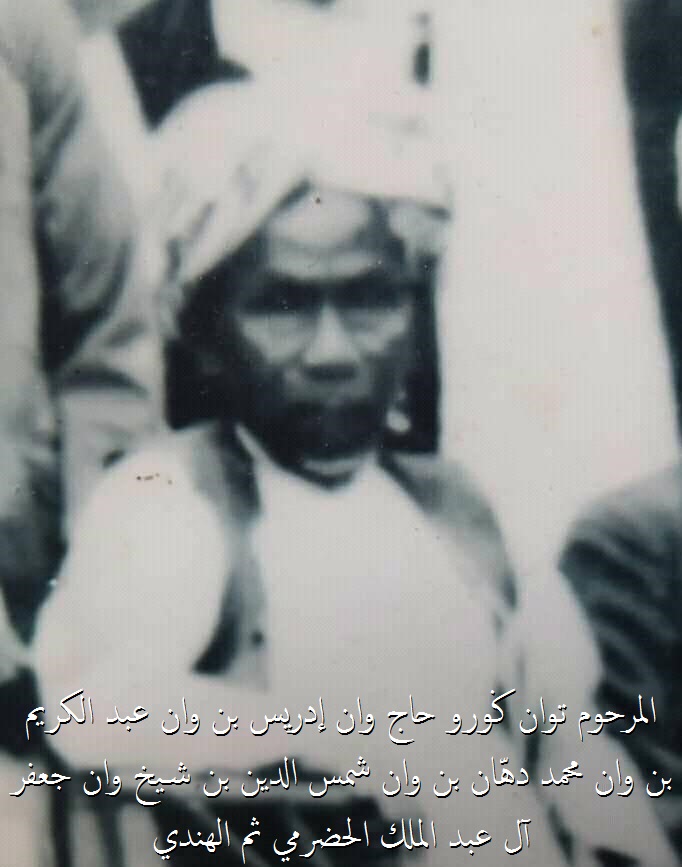 المرحوم توان كورو حاج وان إدريس بن وان عبد الكريم
بن وان محمد دهّان بن وان شمس الدين بن شيخ وان جعفر
آل عبد الملك الحضرمي ثم الهندي